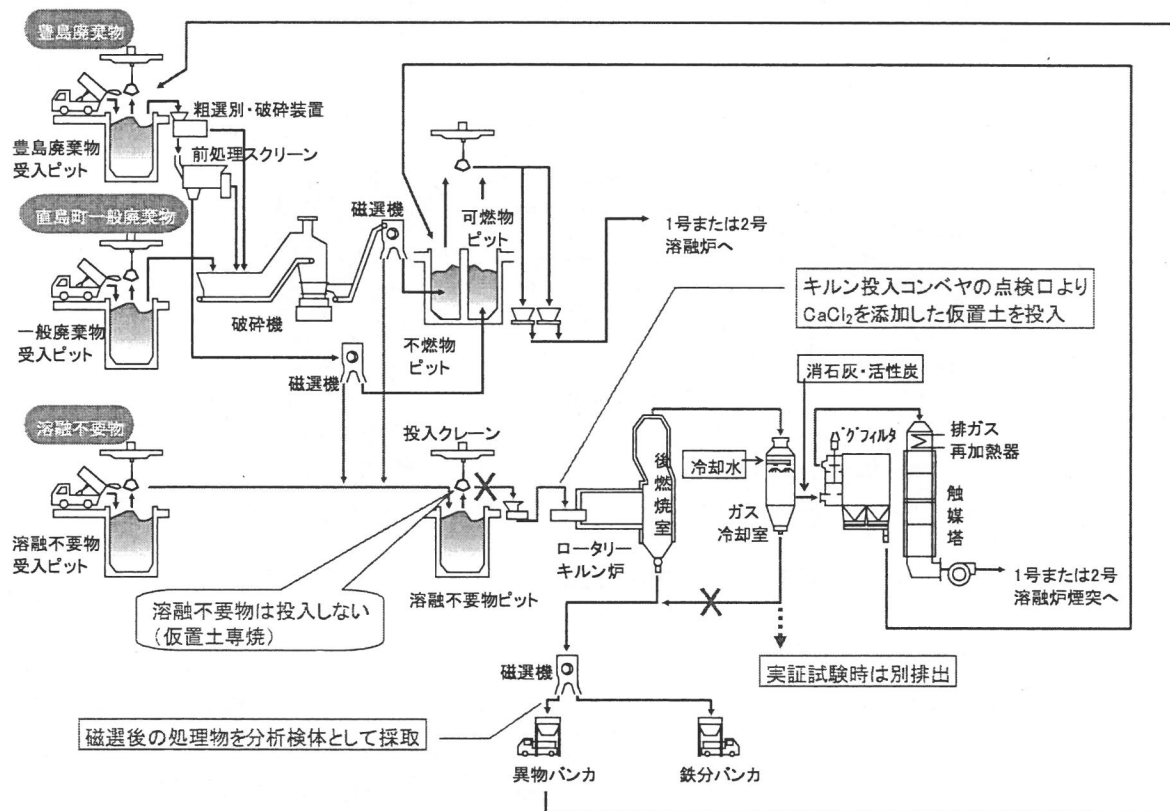 豊島廃棄物
粗選別・破砕装置
豊島廃棄物
受入ピット
前処理スクリーン
直島町一般廃棄物
磁選機
可燃物
ピット
1号または2号
溶融炉へ
キルン投入コンベヤの点検口より
CaCl₂を添加した仮置土を投入
破砕機
一般廃棄物
受入ピット
不燃物
ピット
磁選機
消石灰・活性炭
溶融不要物
投入クレーン
バグフィルタ
排ガス
再加熱器
冷却水
後燃焼室
ガス
冷却室
触媒塔
溶融不要物
受入ピット
ロータリー
キルン炉
溶融不要物ピット
1号または2号
溶融炉煙突へ
溶融不要物は投入しない
（仮置土専焼）
磁選機
実証試験時は別排出
磁選後の処理物を分析検体として採取
異物バンカ
鉄分バンカ